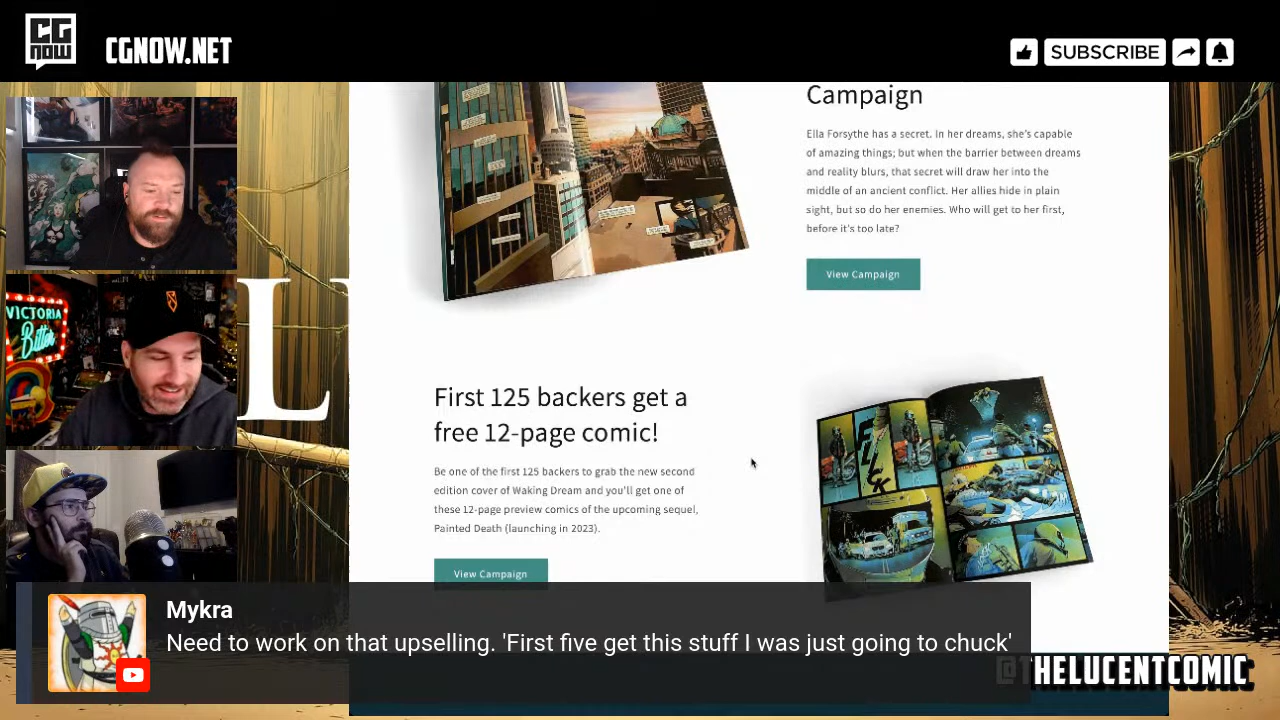 CG
NOW
CGNOW.NET
SUBSCRIBE
Campaign
Ella Forsythe has a secret. In her dreams, she's capable
of amazing things; but when the barrier between dreams
and reality blurs, that secret will draw her into the
middle of an ancient conflict. Her allies hide in plain
sight, but so do her enemies. Who will get to her first,
before it's too late?
View Campaign
VICTORIA
Bitter
L
First 125 backers get a
free 12-page comic!
Be one of the first 125 backers to grab the new second
edition cover of Waking Dream and you'll get one of
these 12-page preview comics of the upcoming sequel,
Painted Death (launching in 2023).
View Campaign
Mykra
Need to work on that upselling. 'First five get this stuff I was just going to chuck'
@THELUCENTCOMIC